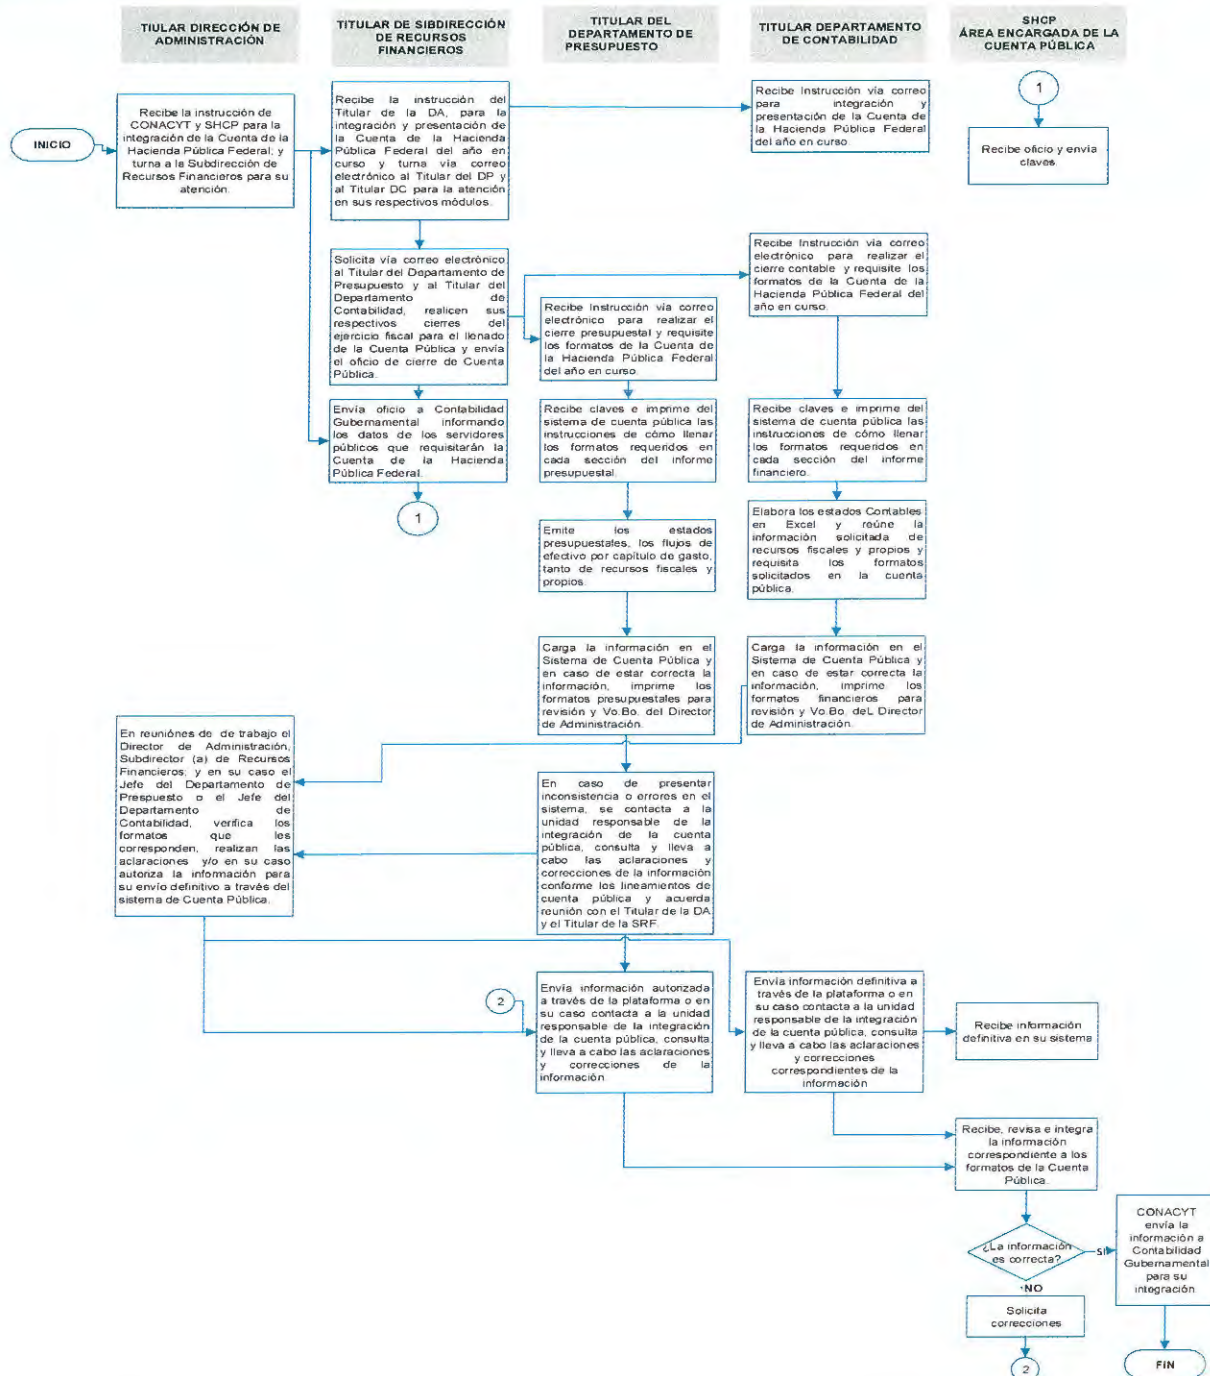 TIULAR DIRECCIÓN DE
ADMINISTRACIÓN
TITULAR DE SIBDIRECCIÓN
DE RECURSOS
FINANCIEROS
TITULAR DEL
DEPARTAMENTO DE
PRESUPUESTO
TITULAR DEPARTAMENTO
DE CONTABILIDAD
SHCP
ÁREA ENCARGADA DE LA
CUENTA PÚBLICA
INICIO
Recibe la instrucción de
CONACYT y SHCP para la
integración de la Cuenta de la
Hacienda Pública Federal; y
turna a la Subdirección de
Recursos Financieros para su
atención.
Recibe la instrucción del
Titular de la DA, para la
integración y presentación de
la Cuenta de la Hacienda
Pública Federal del año en
curso y turna vía correo
electrónico al Titular del DP y
al Titular DC para la atención
en sus respectivos módulos.
Recibe Instrucción vía correo
para integración y
presentación de la Cuenta de
la Hacienda Pública Federal
del año en curso.
1
Recibe oficio y envía
claves.
Solicita vía correo electrónico
al Titular del Departamento de
Presupuesto y al Titular del
Departamento de
Contabilidad, realicen sus
respectivos cierres del
ejercicio fiscal para el llenado
de la Cuenta Pública y envía
el oficio de cierre de Cuenta
Pública.
Recibe Instrucción vía correo
electrónico para realizar el
cierre presupuestal y requisite
los formatos de la Cuenta de
la Hacienda Pública Federal
del año en curso.
Recibe Instrucción vía correo
electrónico para realizar el
cierre contable y requisite los
formatos de la Cuenta de la
Hacienda Pública Federal del
año en curso.
Envía oficio a Contabilidad
Gubernamental informando
los datos de los servidores
públicos que requisitarán la
Cuenta de la Hacienda
Pública Federal.
1
Recibe claves e imprime del
sistema de cuenta pública las
instrucciones de cómo llenar
los formatos requeridos en
cada sección del informe
presupuestal.
Recibe claves e imprime del
sistema de cuenta pública las
instrucciones de cómo llenar
los formatos requeridos en
cada sección del informe
financiero.
Emite los estados
presupuestales, los flujos de
efectivo por capítulo de gasto,
tanto de recursos fiscales y
propios.
Elabora los estados Contables
en Excel y reúne la
información solicitada de
recursos fiscales y propios y
requisita los formatos
solicitados en la cuenta
pública.
Carga la información en el
Sistema de Cuenta Pública y
en caso de estar correcta la
información, imprime los
formatos presupuestales para
revisión y Vo.Bo. del Director
de Administración.
Carga la información en el
Sistema de Cuenta Pública y
en caso de estar correcta la
información, imprime los
formatos financieros para
revisión y Vo.Bo. deL Director
de Administración.
En reuniónes de de trabajo el
Director de Administración,
Subdirector (a) de Recursos
Financieros; y en su caso el
Jefe del Departamento de
Prespuesto o el Jefe del
Departamento de
Contabilidad, verifica los
formatos que les
corresponden, realizan las
aclaraciones y/o en su caso
autoriza la información para
su envío definitivo a través del
sistema de Cuenta Pública.
En caso de presentar
inconsistencia o errores en el
sistema, se contacta a la
unidad responsable de la
integración de la cuenta
pública, consulta y lleva a
cabo las aclaraciones y
correcciones de la información
conforme los lineamientos de
cuenta pública y acuerda
reunión con el Titular de la DA
y el Titular de la SRF.
2
Envía información autorizada
a través de la plataforma o en
su caso contacta a la unidad
responsable de la integración
de la cuenta pública, consulta
y lleva a cabo las aclaraciones
y correcciones de la
información
Envía información definitiva a
través de la plataforma o en
su caso contacta a la unidad
responsable de la integración
de la cuenta pública, consulta
y lleva a cabo las aclaraciones
y correcciones
correspondientes de la
información
Recibe información
definitiva en su sistema
Recibe, revisa e integra
la información
correspondiente a los
formatos de la Cuenta
Pública.
¿La información
es correcta?
SI
CONACYT
envía la
información a
Contabilidad
Gubernamental
para su
integración
NO
Solicita
correcciones
2
FIN